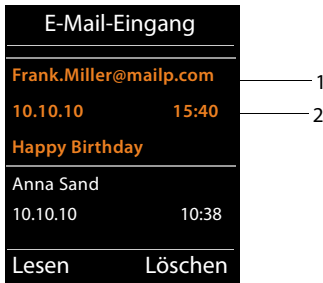 E-Mail-Eingang
Frank.Miller@mailp.com 1
10.10.10 15:40 2
Happy Birthday
Anna Sand
10.10.10 10:38
Lesen Löschen